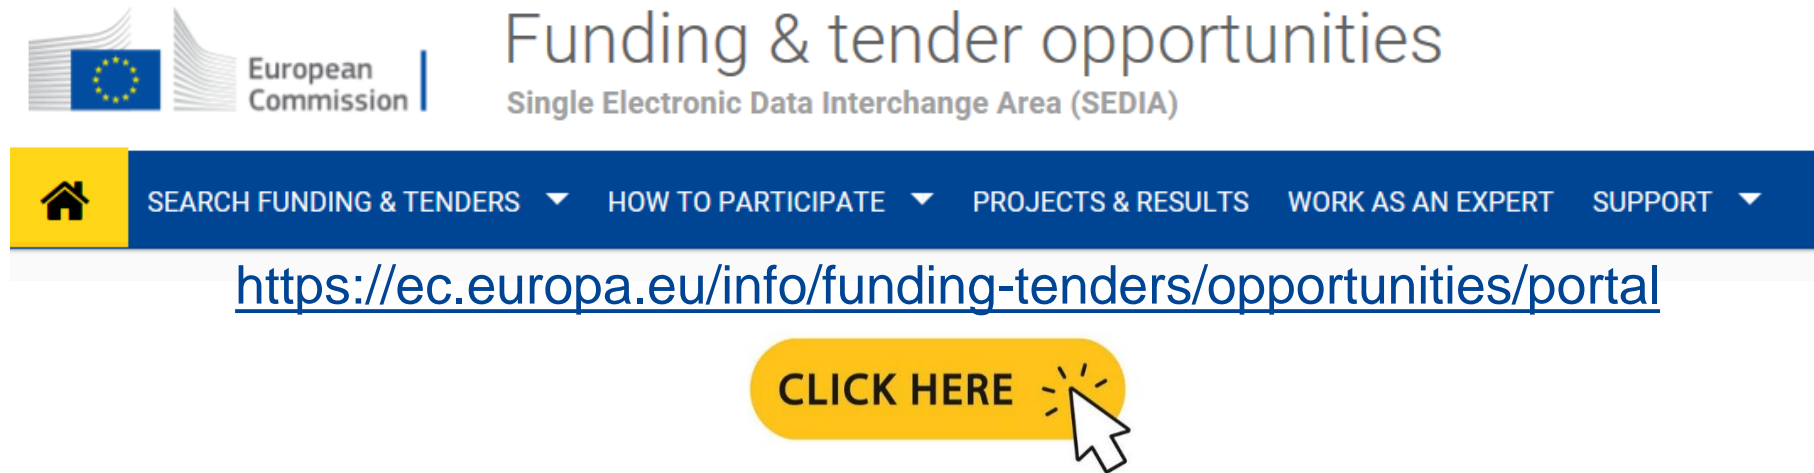 European
Commission
Funding & tender opportunities
Single Electronic Data Interchange Area (SEDIA)
SEARCH FUNDING & TENDERS HOW TO PARTICIPATE PROJECTS & RESULTS WORK AS AN EXPERT SUPPORT
https://ec.europa.eu/info/funding-tenders/opportunities/portal
CLICK HERE